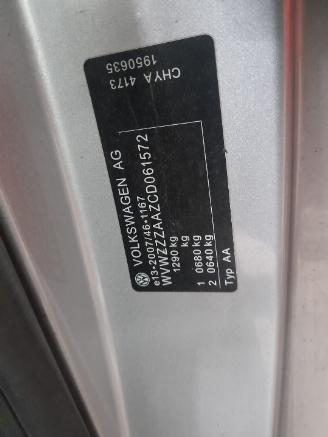 VOLKSWAGEN AG
e13*2007/46*1167
WVWZZZAAZCD061572
1290 kg
kg
1 0680 kg
2 0640 kg
Typ AA
CHYA 4173
1950635